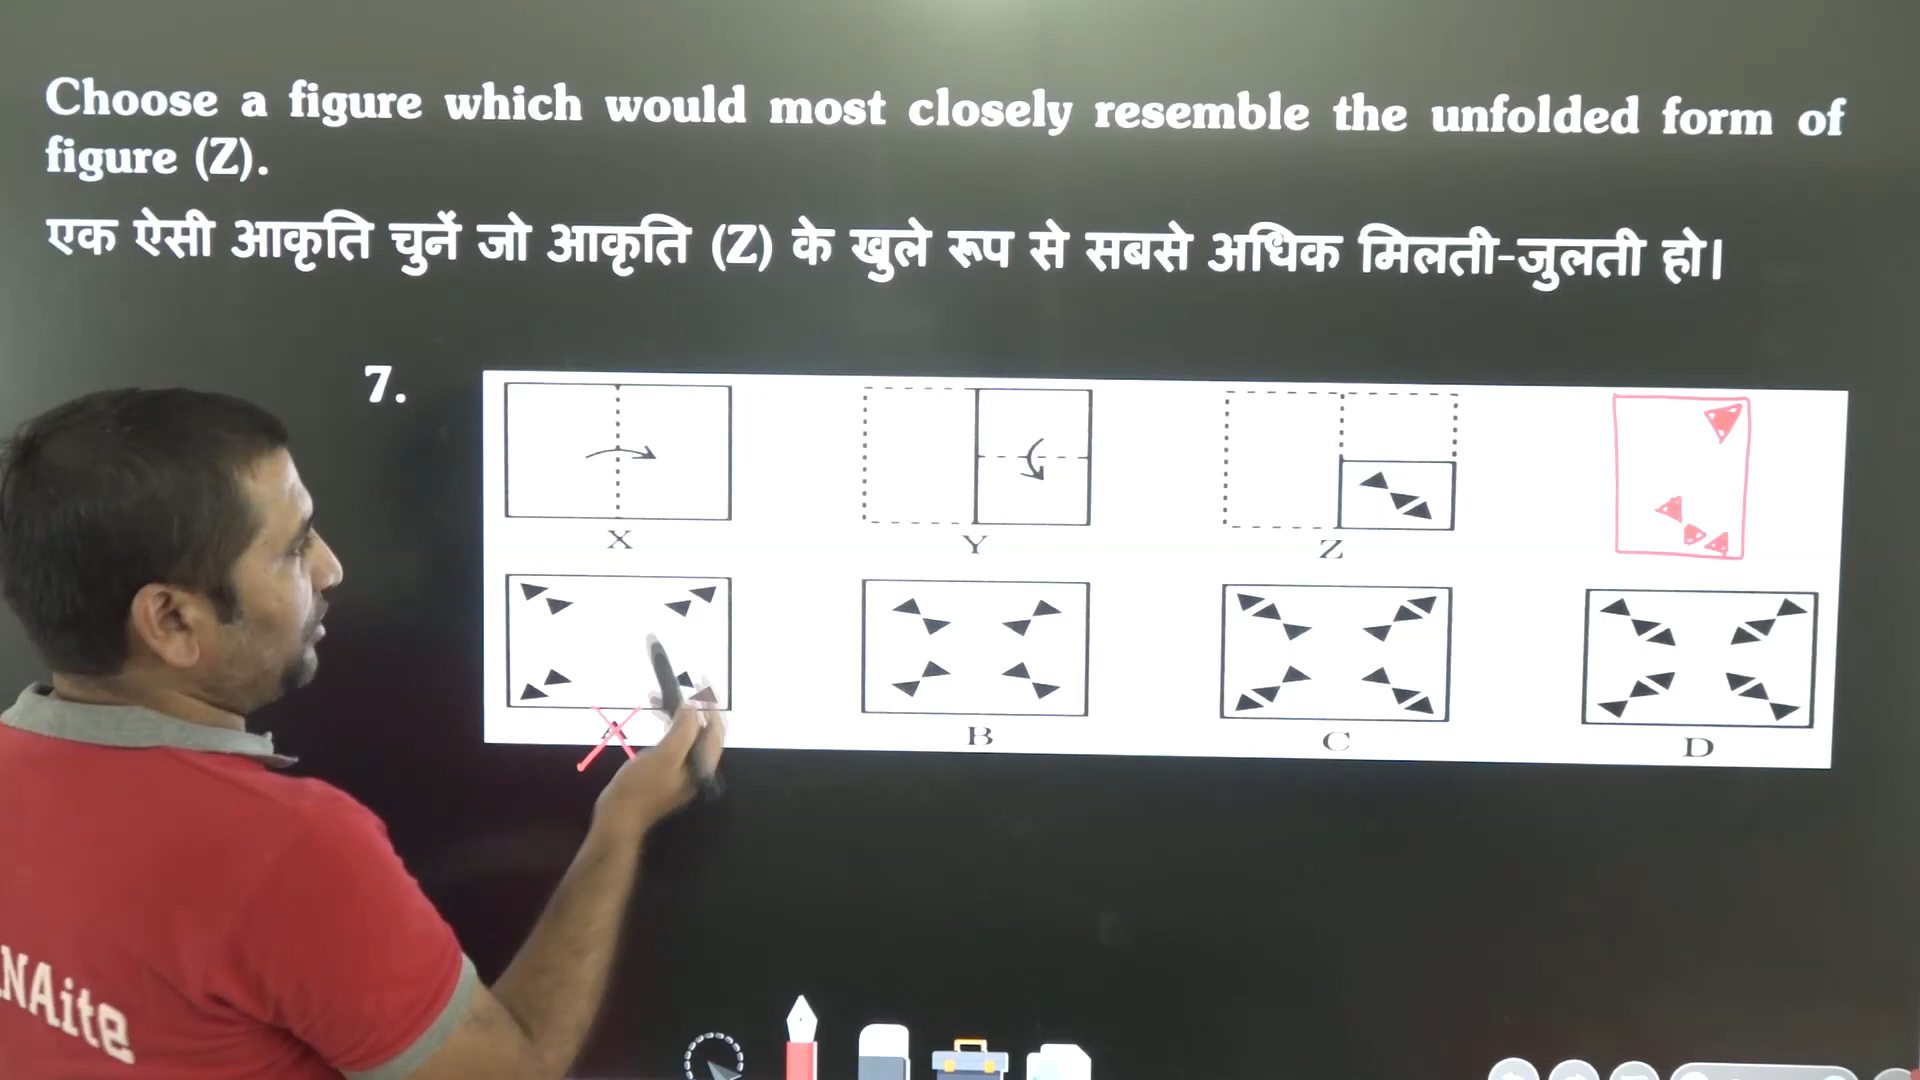 Choose a figure which would most closely resemble the unfolded form of
figure (Z).
एक ऐसी आकृति चुनें जो आकृति (Z) के खुले रूप से सबसे अधिक मिलती-जुलती हो।
7.
X Y Z
A B C D
NAite